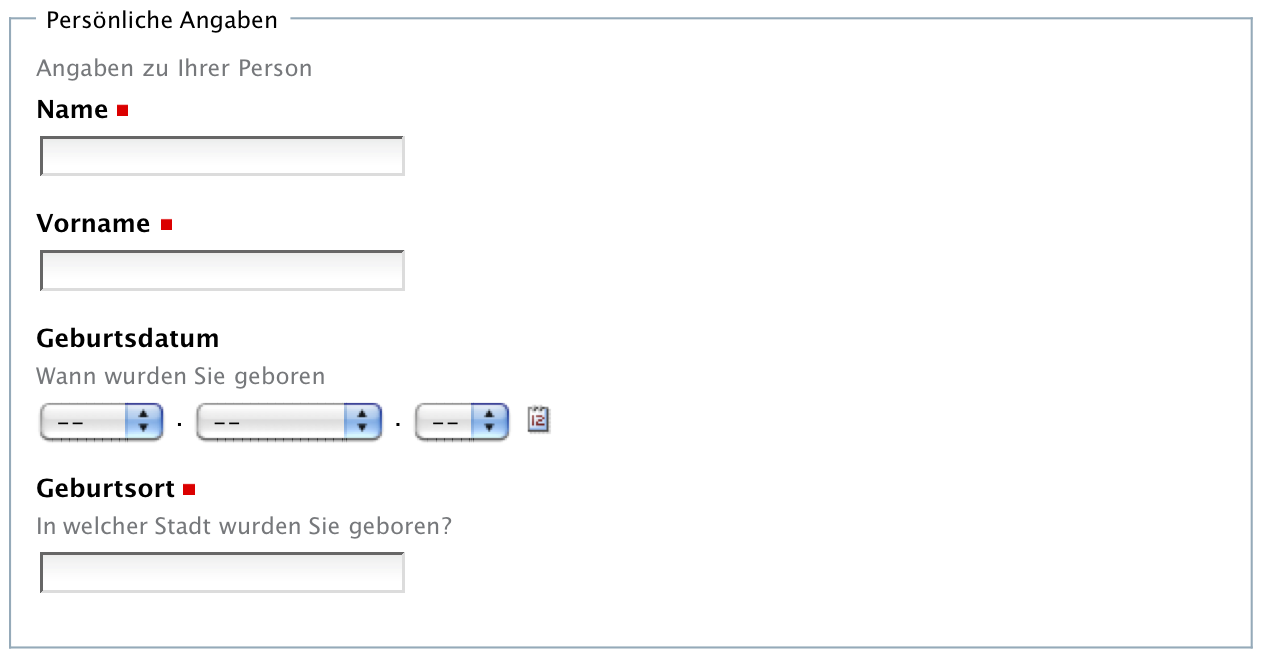 Persönliche Angaben
Angaben zu Ihrer Person
Name
Vorname
Geburtsdatum
Wann wurden Sie geboren
-- . -- . -- 12
Geburtsort
In welcher Stadt wurden Sie geboren?